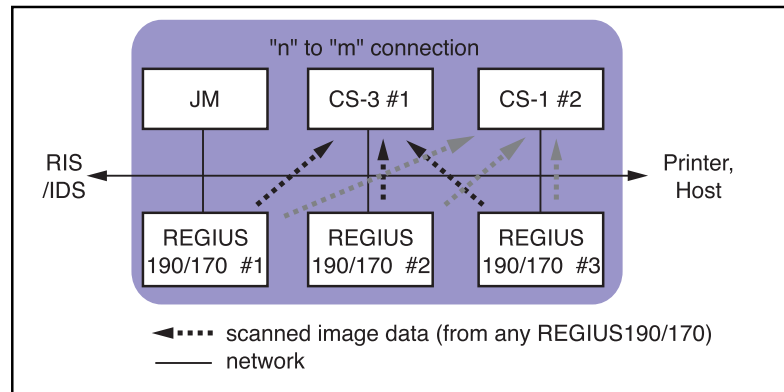 "n" to "m" connection
JM
CS-3 #1
CS-1 #2
RIS
/IDS
Printer,
Host
REGIUS
190/170 #1
REGIUS
190/170 #2
REGIUS
190/170 #3
scanned image data (from any REGIUS190/170)
network